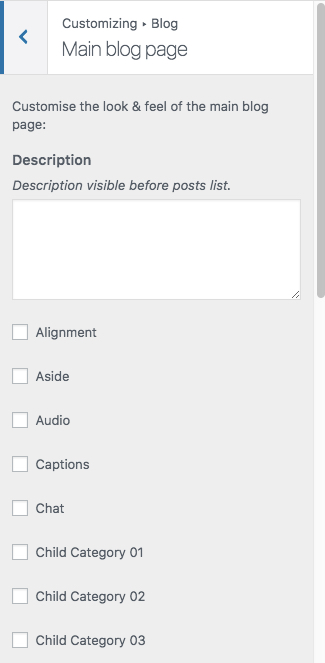 Customizing ▸ Blog
Main blog page
Customise the look & feel of the main blog
page:
Description
Description visible before posts list.
Alignment
Aside
Audio
Captions
Chat
Child Category 01
Child Category 02
Child Category 03